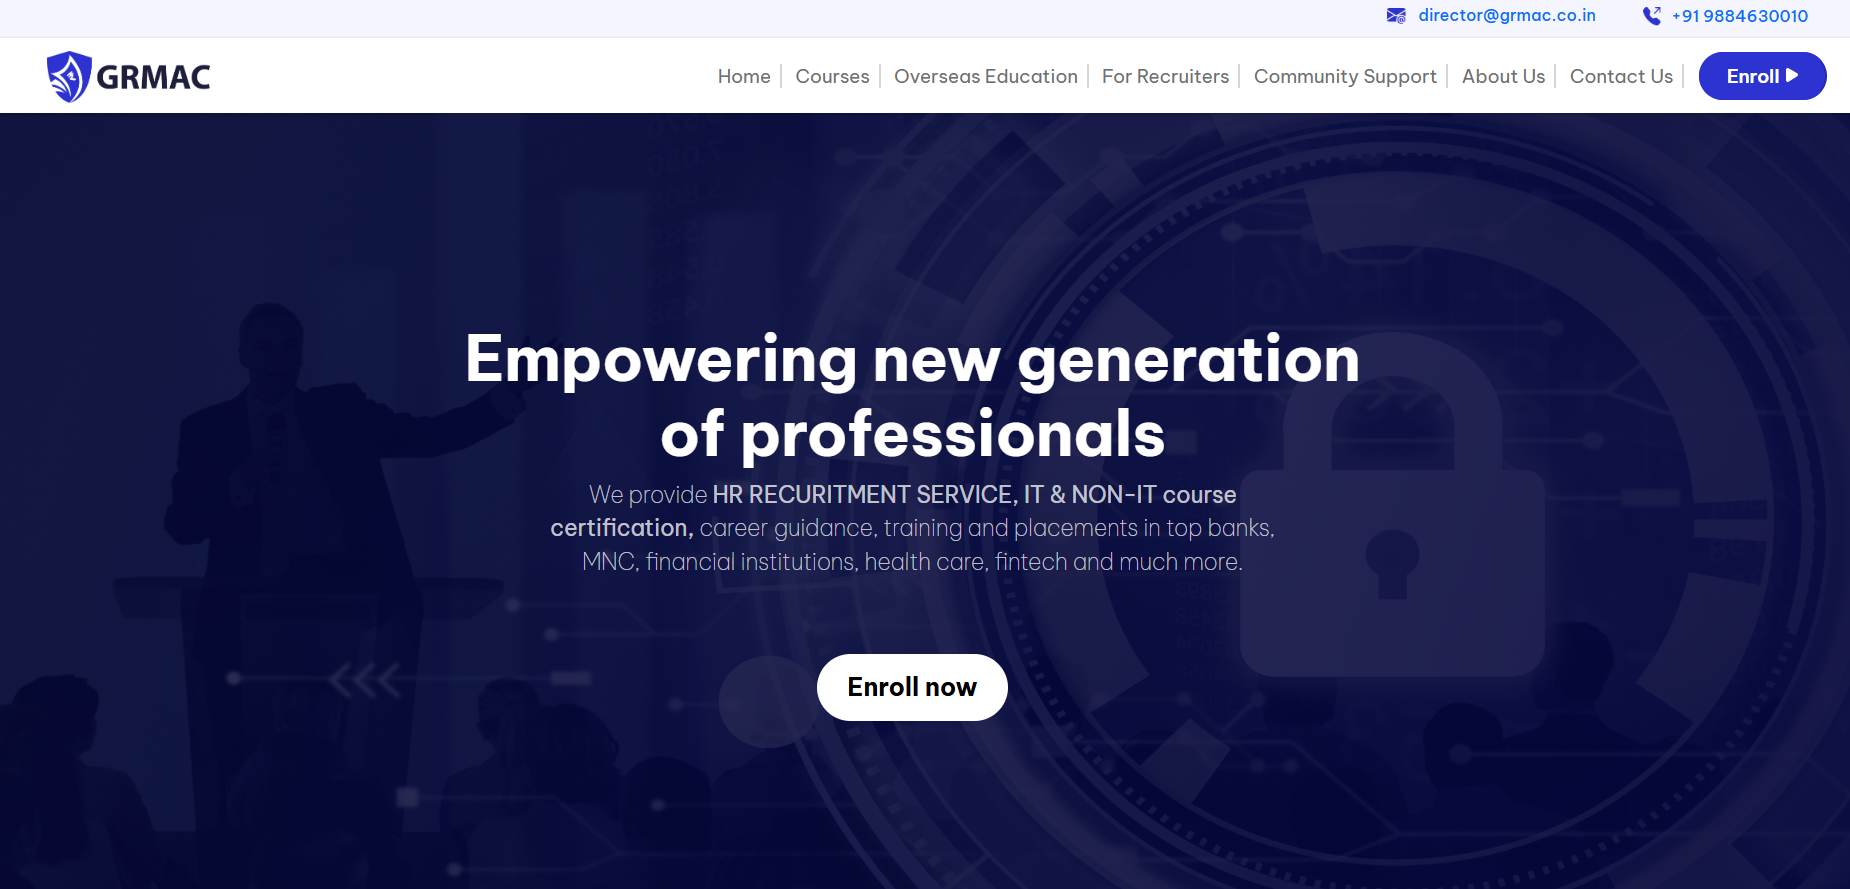 director@grmac.co.in +91 9884630010
GRMAC
Home Courses Overseas Education For Recruiters Community Support About Us Contact Us Enroll
Empowering new generation
of professionals
We provide HR RECURITMENT SERVICE, IT & NON-IT course
certification, career guidance, training and placements in top banks,
MNC, financial institutions, health care, fintech and much more.
Enroll now